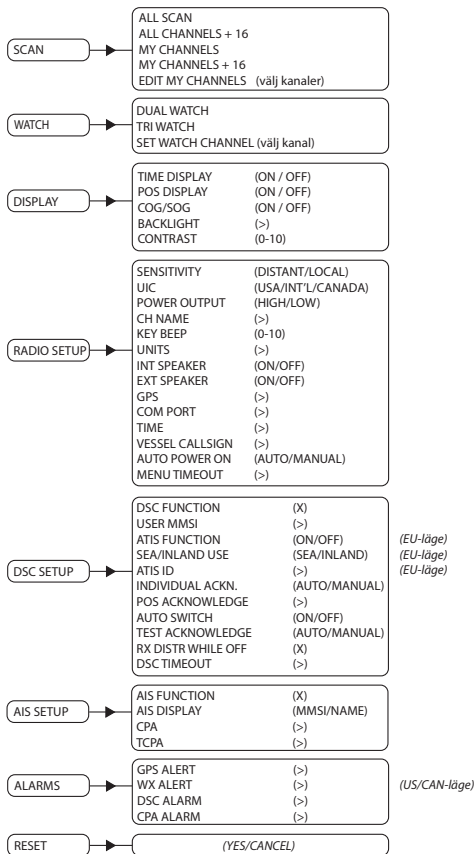 SCAN
ALL SCAN
ALL CHANNELS + 16
MY CHANNELS
MY CHANNELS + 16
EDIT MY CHANNELS (välj kanaler)
WATCH
DUAL WATCH
TRI WATCH
SET WATCH CHANNEL (välj kanal)
DISPLAY
TIME DISPLAY (ON / OFF)
POS DISPLAY (ON / OFF)
COG/SOG (ON / OFF)
BACKLIGHT (>)
CONTRAST (0-10)
RADIO SETUP
SENSITIVITY (DISTANT/LOCAL)
UIC (USA/INT'L/CANADA)
POWER OUTPUT (HIGH/LOW)
CH NAME (>)
KEY BEEP (0-10)
UNITS (>)
INT SPEAKER (ON/OFF)
EXT SPEAKER (ON/OFF)
GPS (>)
COM PORT (>)
TIME (>)
VESSEL CALLSIGN (>)
AUTO POWER ON (AUTO/MANUAL)
MENU TIMEOUT (>)
DSC SETUP
DSC FUNCTION (X)
USER MMSI (>)
ATIS FUNCTION (ON/OFF) (EU-läge)
SEA/INLAND USE (SEA/INLAND) (EU-läge)
ATIS ID (>) (EU-läge)
INDIVIDUAL ACKN. (AUTO/MANUAL)
POS ACKNOWLEDGE (>)
AUTO SWITCH (ON/OFF)
TEST ACKNOWLEDGE (AUTO/MANUAL)
RX DISTR WHILE OFF (X)
DSC TIMEOUT (>)
AIS SETUP
AIS FUNCTION (X)
AIS DISPLAY (MMSI/NAME)
CPA (>)
TCPA (>)
ALARMS
GPS ALERT (>)
WX ALERT (>) (US/CAN-läge)
DSC ALARM (>)
CPA ALARM (>)
RESET
(YES/CANCEL)